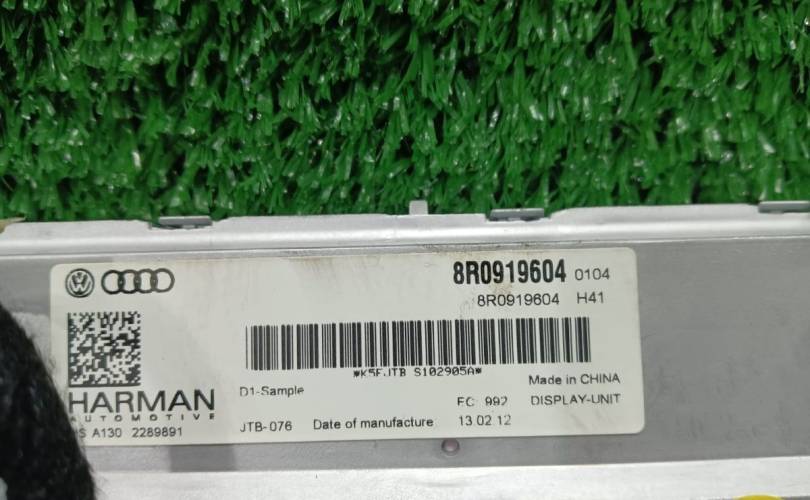 8R0919604 0104
8R0919604 H41
*K5FJTB S102905A*
D1-Sample
Made in CHINA
HARMAN
AUTOMOTIVE
EC: 992
DISPLAY-UNIT
S A130 2289891
JTB-076
Date of manufacture
13.02.12